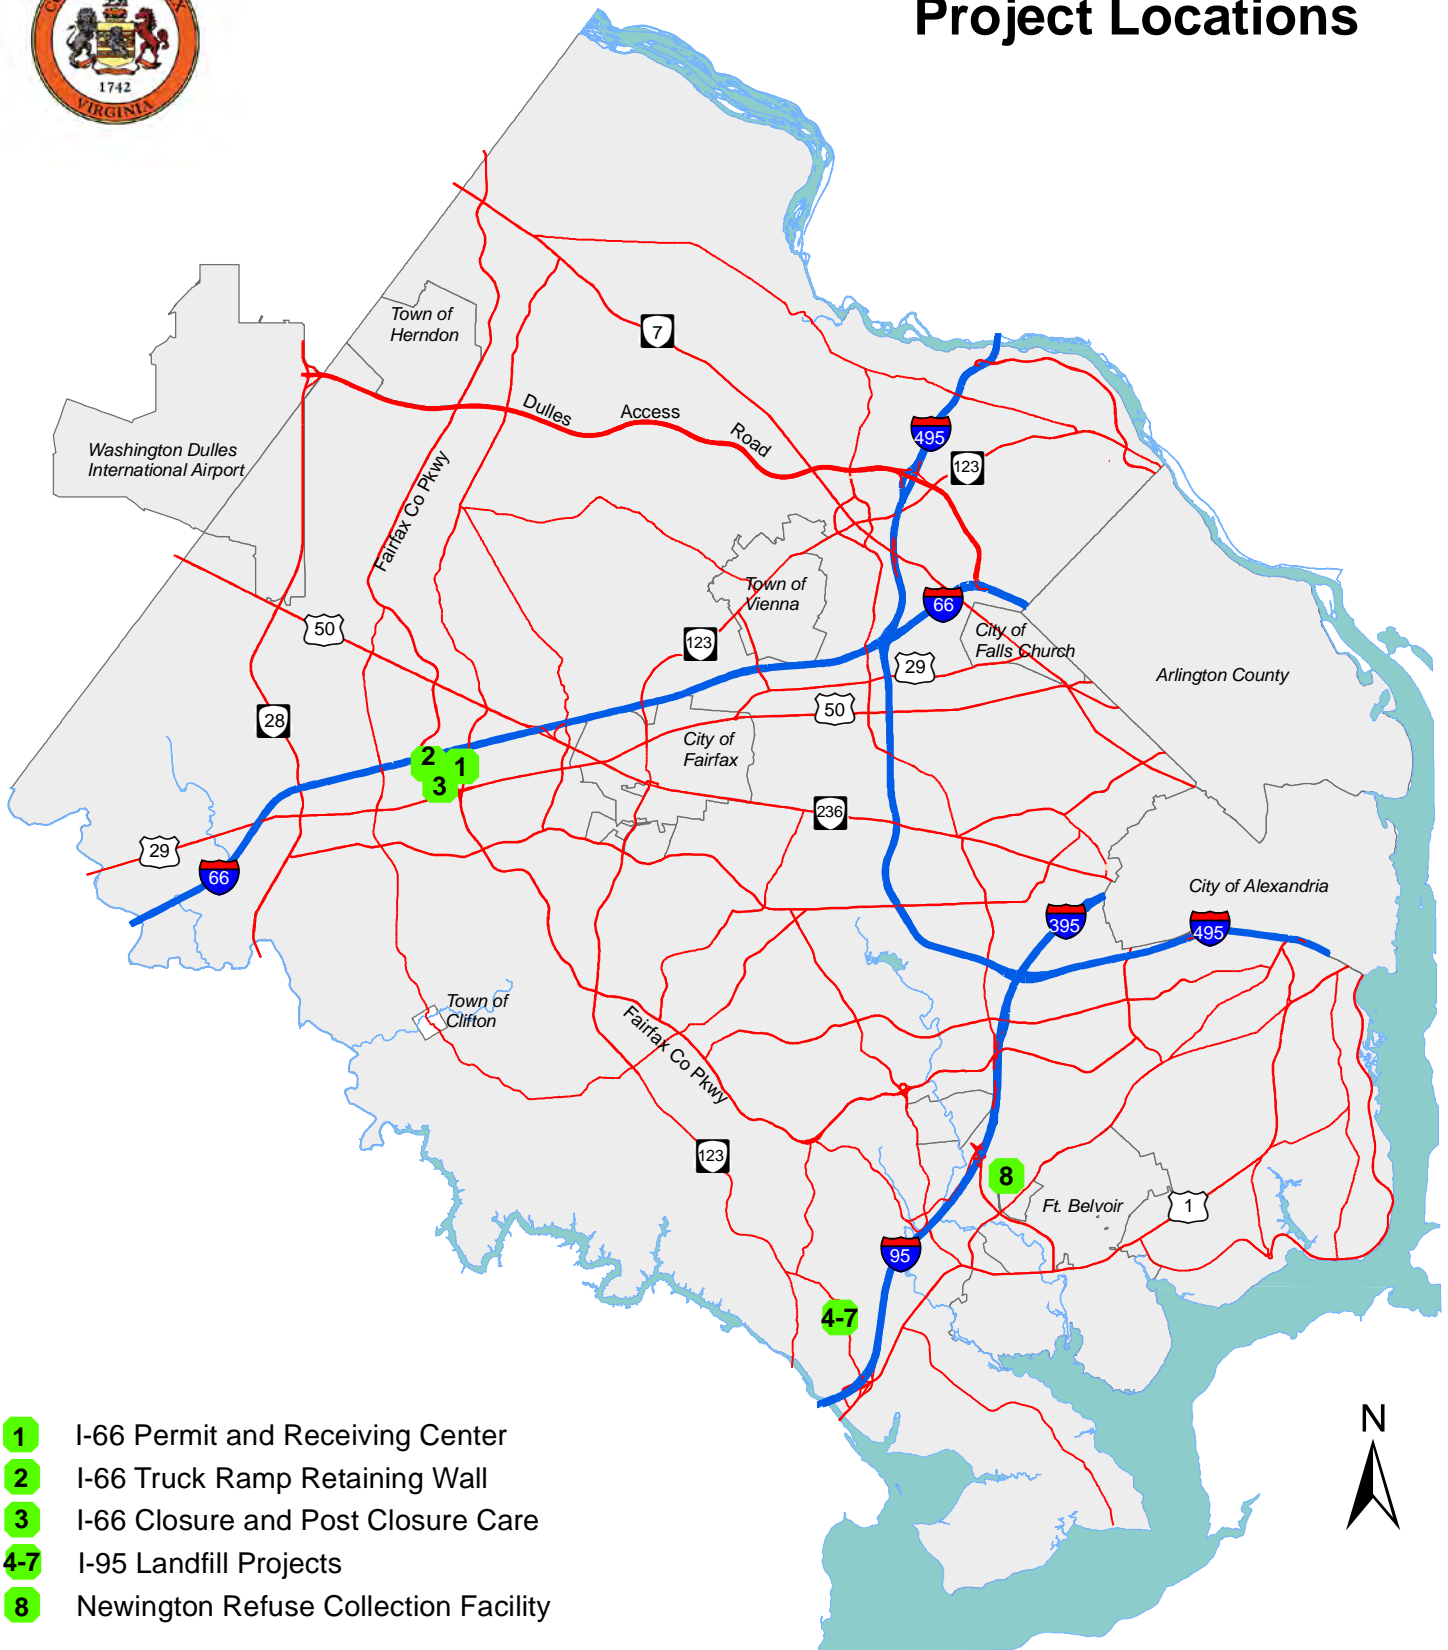 Project Locations
1742
VIRGINIA
Town of
Herndon
7
Dulles Access Road
495
123
Washington Dulles
International Airport
Fairfax Co Pkwy
Town of
Vienna
66
50
123
City of
Falls Church
29
Arlington County
28
50
City of
Fairfax
2
1
3
236
29
66
City of Alexandria
395
495
Town of
Clifton
Fairfax Co Pkwy
123
8
Ft. Belvoir
1
95
4-7
N
1 I-66 Permit and Receiving Center
2 I-66 Truck Ramp Retaining Wall
3 I-66 Closure and Post Closure Care
4-7 I-95 Landfill Projects
8 Newington Refuse Collection Facility